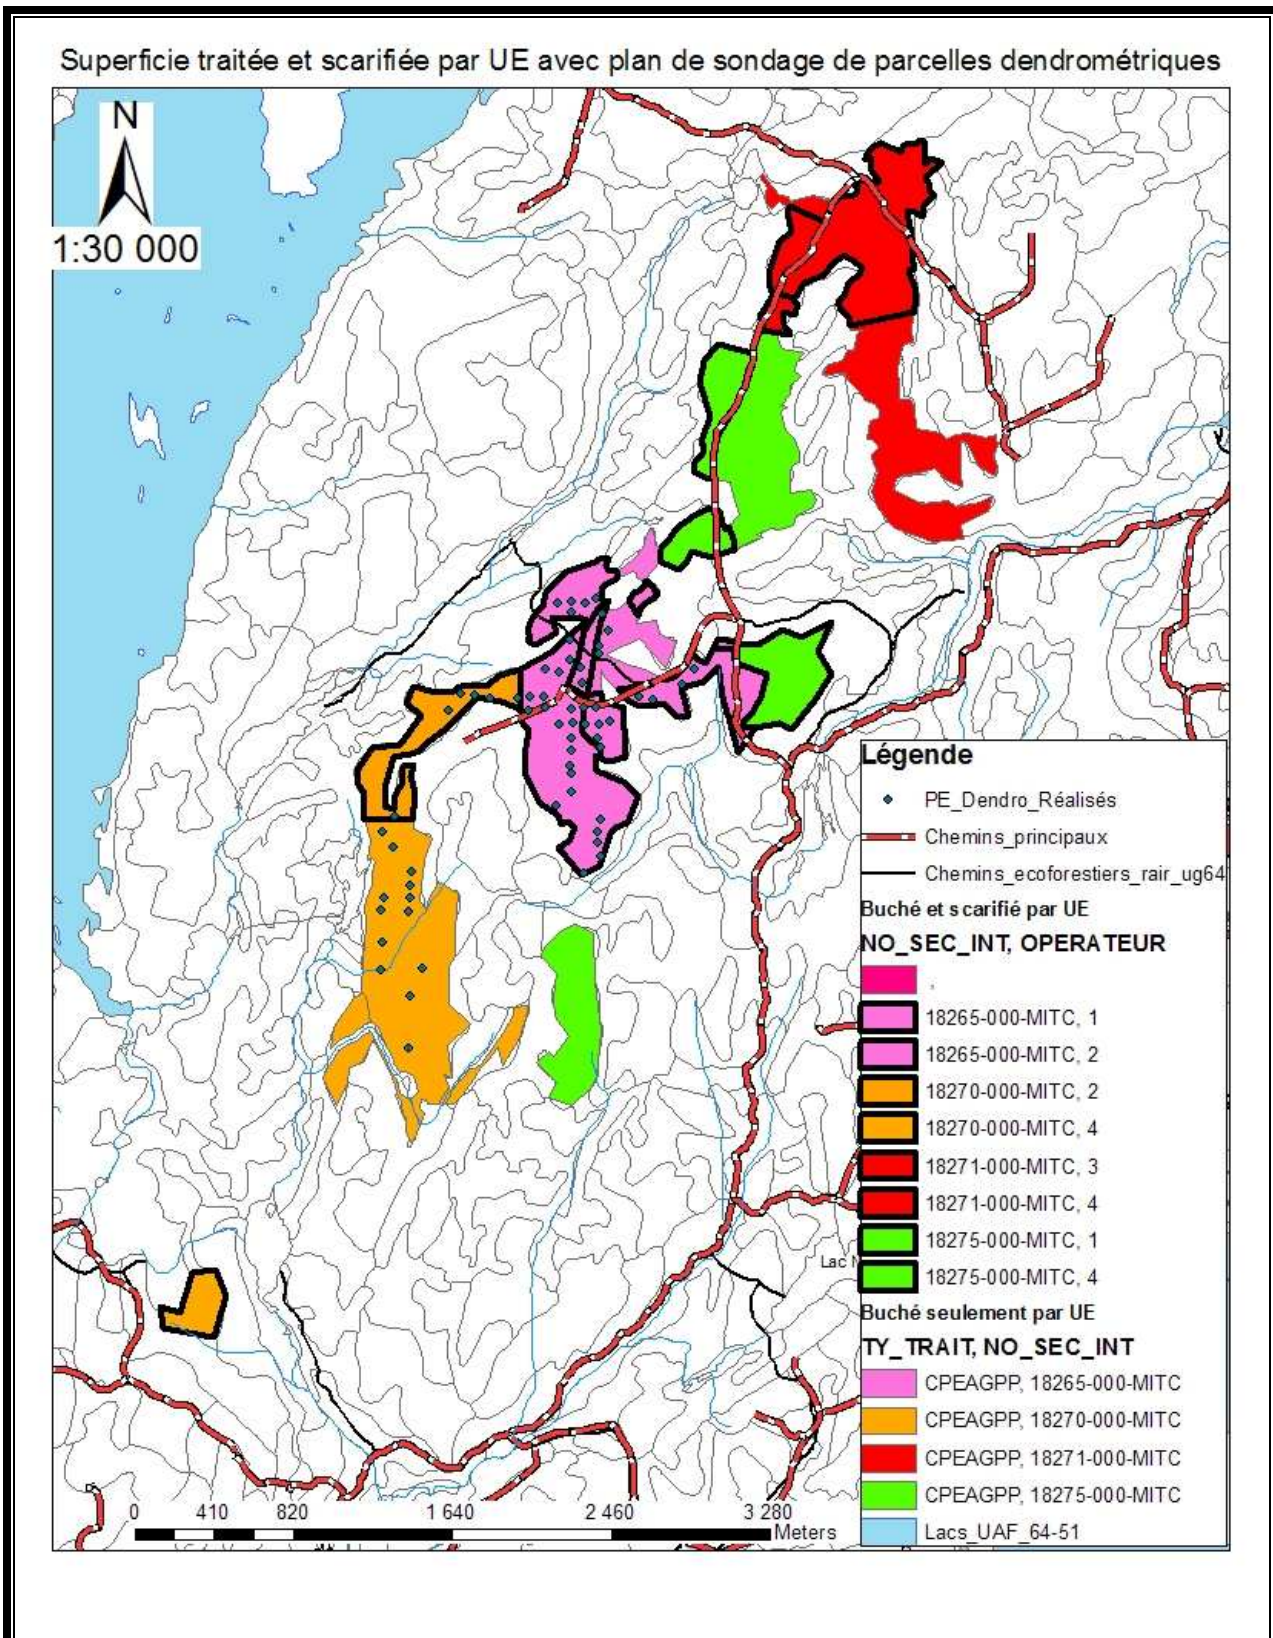 Superficie traitée et scarifiée par UE avec plan de sondage de parcelles dendrométriques
N
1:30 000
Légende
PE_Dendro_Réalisés
Chemins_principaux
Chemins_ecoforestiers_rair_ug64
Buché et scarifié par UE
NO_SEC_INT, OPERATEUR
,
18265-000-MITC, 1
18265-000-MITC, 2
18270-000-MITC, 2
18270-000-MITC, 4
18271-000-MITC, 3
18271-000-MITC, 4
18275-000-MITC, 1
Lac
18275-000-MITC, 4
Buché seulement par UE
TY_TRAIT, NO_SEC_INT
CPEAGPP, 18265-000-MITC
CPEAGPP, 18270-000-MITC
CPEAGPP, 18271-000-MITC
CPEAGPP, 18275-000-MITC
Lacs_UAF_64-51
0 410 820 1 640 2 460 3 280
Meters